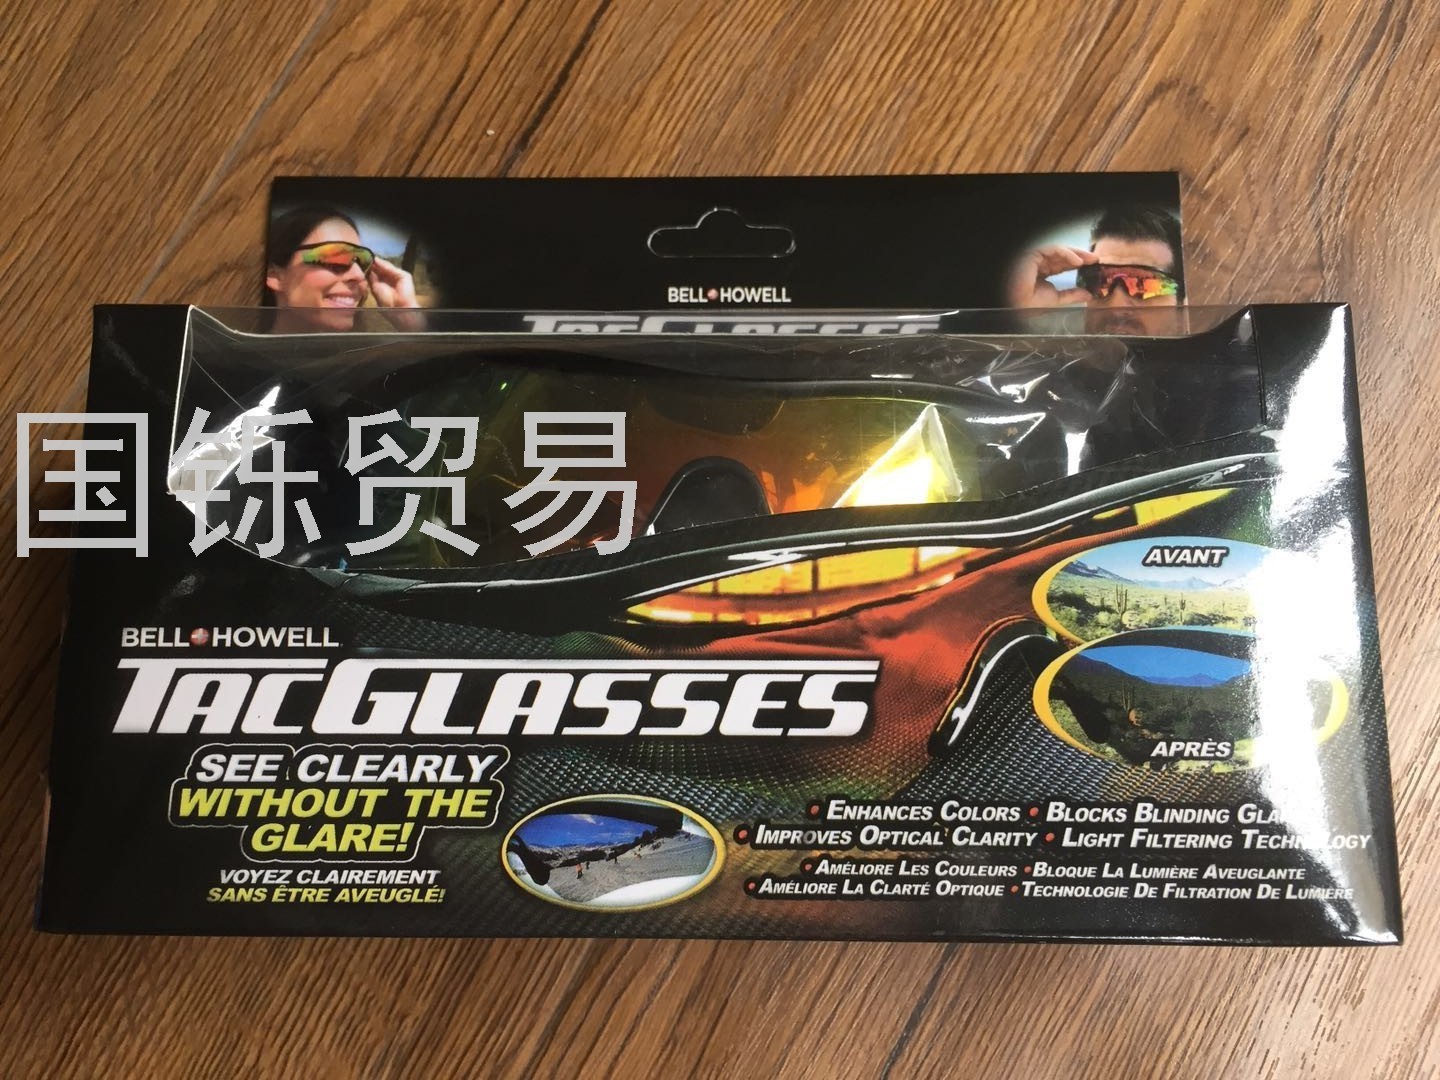 BELL HOWELL
TACGLASSES
国铄贸易
AVANT
BELL HOWELL
TACGLASSES
SEE CLEARLY
WITHOUT THE
GLARE!
VOYEZ CLAIREMENT
SANS ÊTRE AVEUGLÉ!
APRÈS
• ENHANCES COLORS • BLOCKS BLINDING
• IMPROVES OPTICAL CLARITY • LIGHT FILTERING TECHNOLOGY
• AMÉLIORE LES COULEURS • BLOQUE LA LUMIÈRE AVEUGLANTE
• AMÉLIORE LA CLARTÉ OPTIQUE • TECHNOLOGIE DE FILTRATION DE LUMIÈRE